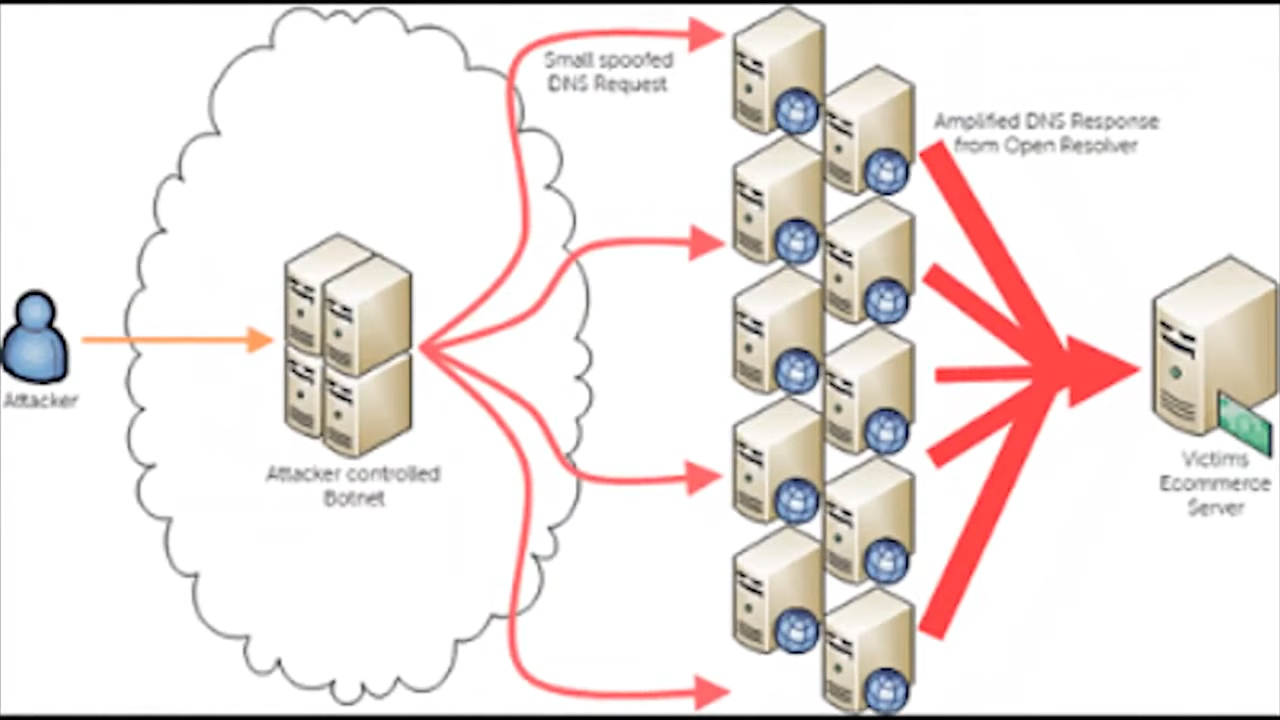 Small spoofed
DNS Request
Amplified DNS Response
from Open Resolver
Attacker
Attacker controlled
Botnet
Victims
Ecommerce
Server